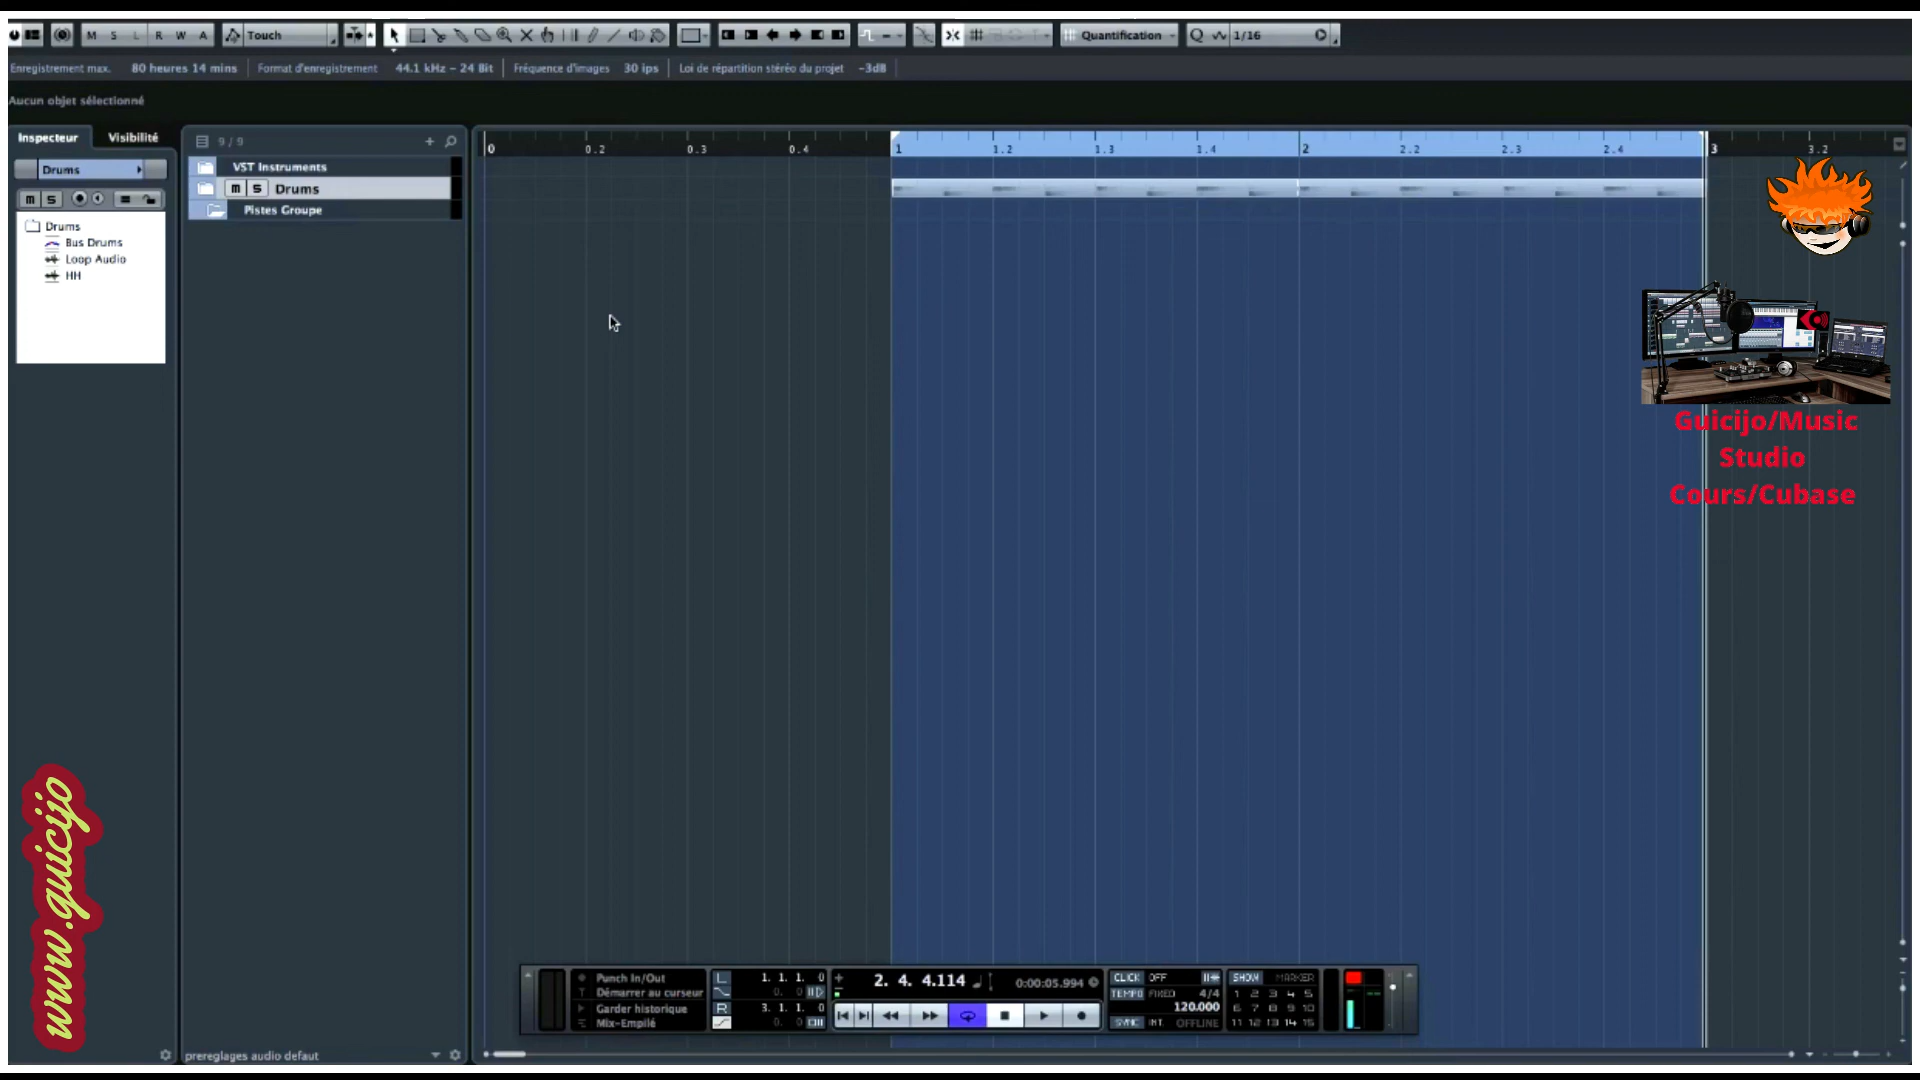 M S L R W A Touch Quantification Q 1/16
Enregistrement max. 80 heures 14 mins Format d'enregistrement 44.1 kHz - 24 Bit Fréquence d'images 30 ips Loi de répartition stéréo du projet -3dB
Aucun objet sélectionné
Inspecteur Visibilité
9 / 9
0 0.2 0.3 0.4 1 1.2 1.3 1.4 2 2.2 2.3 2.4 3 3.2
Drums
VST Instruments
m S Drums
Pistes Groupe
m S
Drums
Bus Drums
Loop Audio
HH
Guicijo/Music
Studio
Cours/Cubase
www.guicijo
Punch In/Out
Démarrer au curseur
Garder historique
Mix-Empilé
L 1. 1. 1. 0
0. 0
R 3. 1. 1. 0
0. 0
2. 4. 4.114 0:00:05.994
CLICK OFF
TEMPO FIXED 4/4
120.000
SYNC INT. OFFLINE
SHOW MARKER
1 2 3 4 5
6 7 8 9 10
11 12 13 14 15
prereglages audio defaut